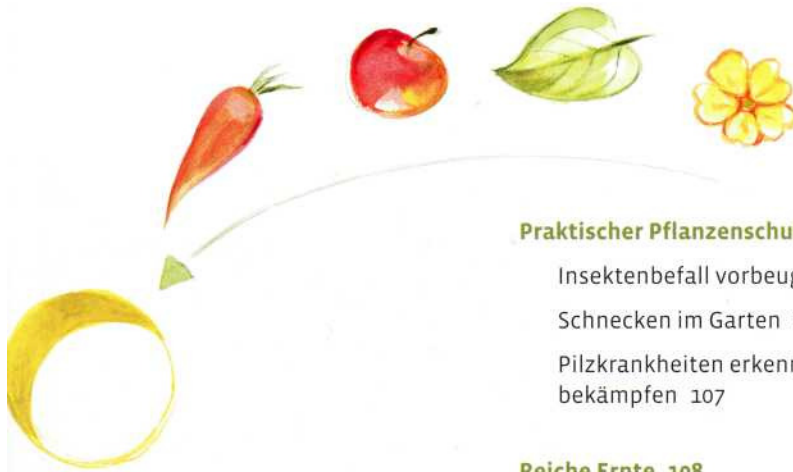 Praktischer Pflanzenschu
Insektenbefall vorbeug
Schnecken im Garten
Pilzkrankheiten erkenn
bekämpfen 107
Reiche Ernte 108